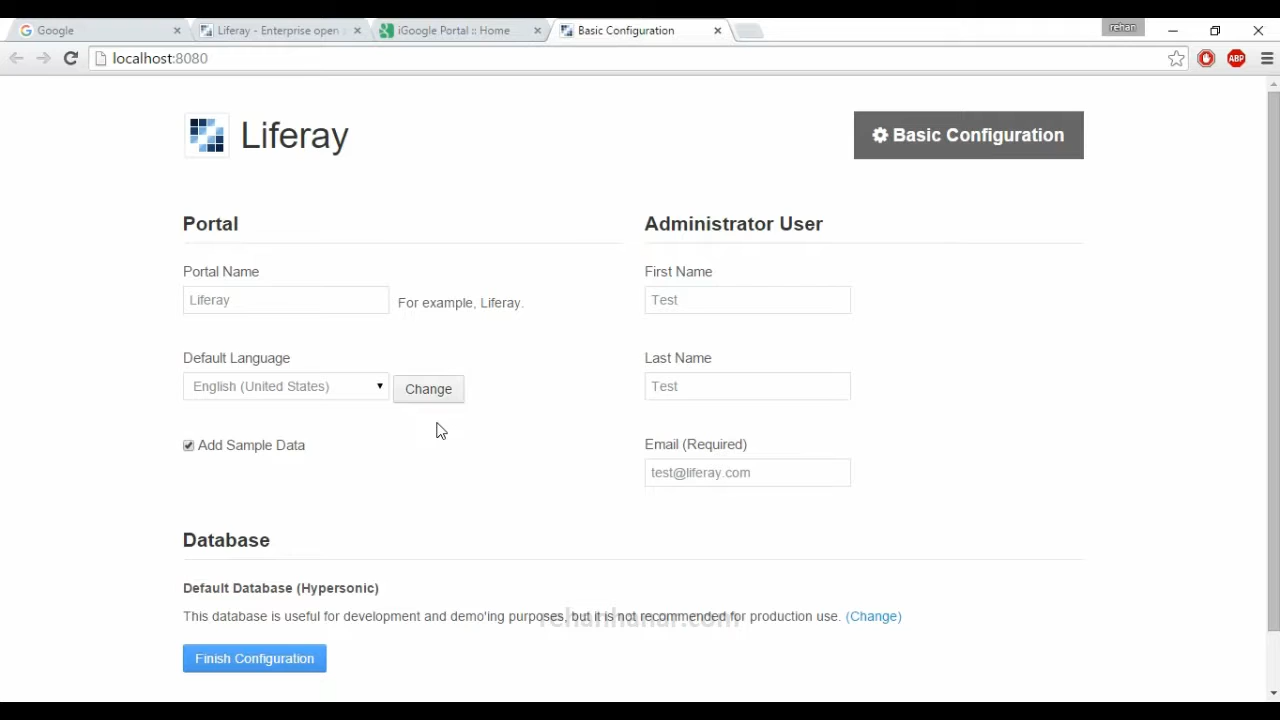 Google
Liferay - Enterprise open
iGoogle Portal :: Home
Basic Configuration
rehan
localhost:8080
ABP
Liferay
Basic Configuration
Portal
Administrator User
Portal Name
First Name
Liferay
For example, Liferay.
Test
Default Language
Last Name
English (United States)
Change
Test
Add Sample Data
Email (Required)
test@liferay.com
Database
Default Database (Hypersonic)
This database is useful for development and demo'ing purposes, but it is not recommended for production use. (Change)
Finish Configuration